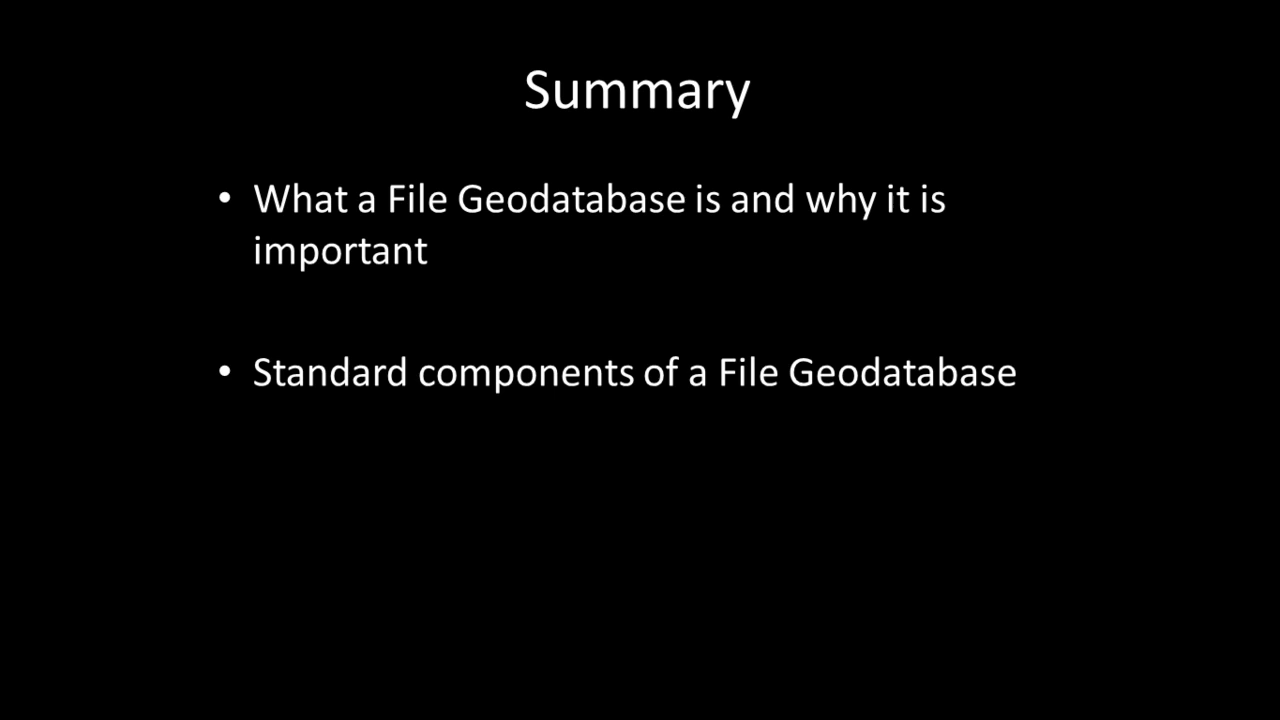 Summary
• What a File Geodatabase is and why it is
important
• Standard components of a File Geodatabase